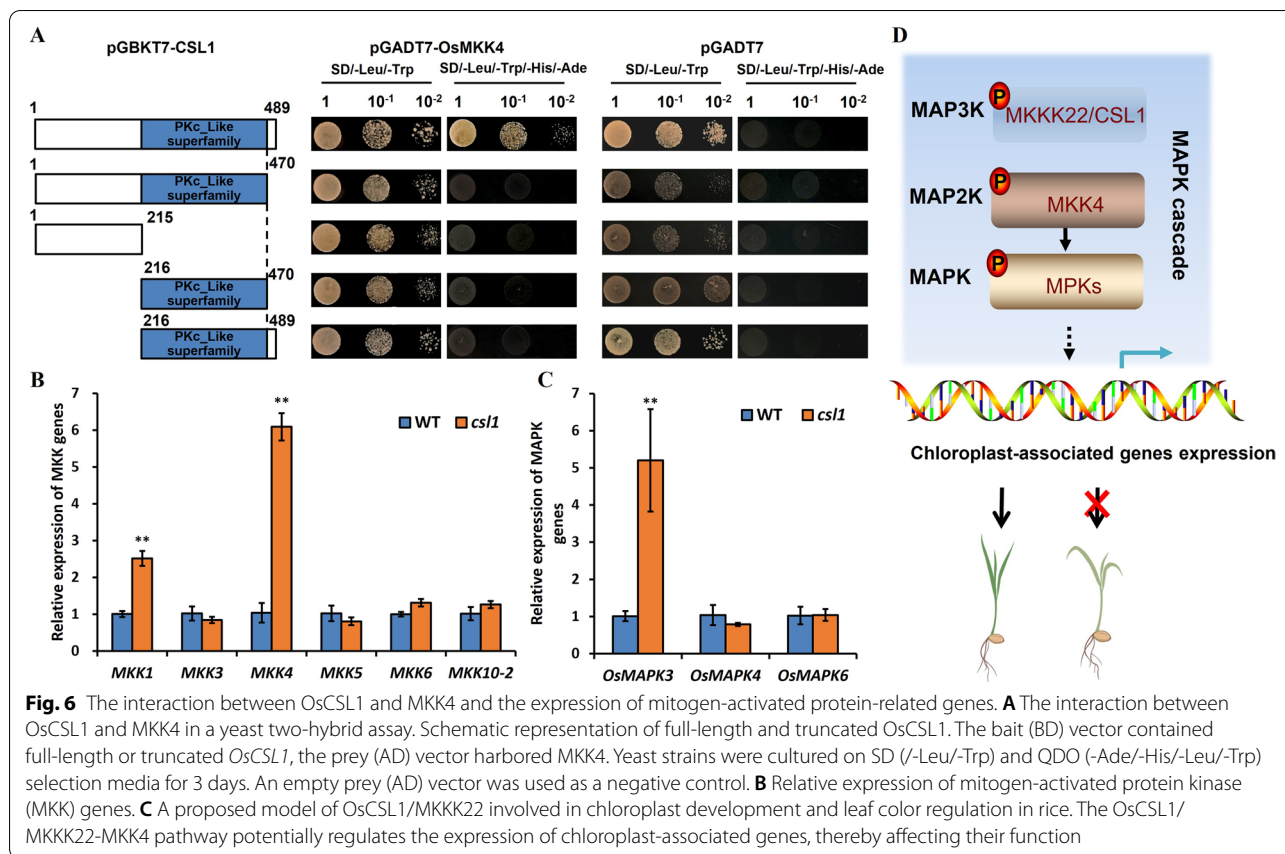 A
pGBKT7-CSL1
pGADT7-OsMKK4
pGADT7
SD/-Leu/-Trp
SD/-Leu/-Trp/-His/-Ade
SD/-Leu/-Trp
SD/-Leu/-Trp/-His/-Ade
1 10⁻¹ 10⁻² 1 10⁻¹ 10⁻² 1 10⁻¹ 10⁻² 1 10⁻¹ 10⁻²
1 489
PKc_Like
superfamily
1 470
PKc_Like
superfamily
1 215
216 470
PKc_Like
superfamily
216 489
PKc_Like
superfamily
B
Relative expression of MKK genes
7
6
5
4
3
2
1
0
WT csl1
**
**
MKK1 MKK3 MKK4 MKK5 MKK6 MKK10-2
C
Relative expression of MAPK
genes
7
6
5
4
3
2
1
0
WT csl1
**
OsMAPK3 OsMAPK4 OsMAPK6
D
MAP3K
P
MKKK22/CSL1
MAP2K
P
MKK4
MAPK
P
MPKs
MAPK cascade
Chloroplast-associated genes expression
Fig. 6 The interaction between OsCSL1 and MKK4 and the expression of mitogen-activated protein-related genes. A The interaction between
OsCSL1 and MKK4 in a yeast two-hybrid assay. Schematic representation of full-length and truncated OsCSL1. The bait (BD) vector contained
full-length or truncated OsCSL1, the prey (AD) vector harbored MKK4. Yeast strains were cultured on SD (/-Leu/-Trp) and QDO (-Ade/-His/-Leu/-Trp)
selection media for 3 days. An empty prey (AD) vector was used as a negative control. B Relative expression of mitogen-activated protein kinase
(MKK) genes. C A proposed model of OsCSL1/MKKK22 involved in chloroplast development and leaf color regulation in rice. The OsCSL1/
MKKK22-MKK4 pathway potentially regulates the expression of chloroplast-associated genes, thereby affecting their function